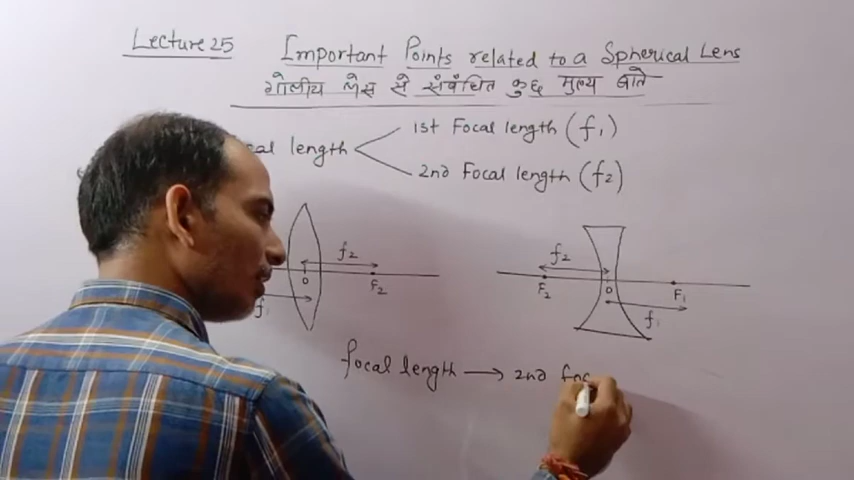 Lecture 25 Important Points related to a Spherical Lens
गोलीय लेंस से संबंधित कुछ मुख्य बातें
cal length
1st Focal length (f₁)
2nd Focal length (f₂)
f₂
O
F₂
f₁
f₂
F₂
O
F₁
f₁
focal length → 2nd foc